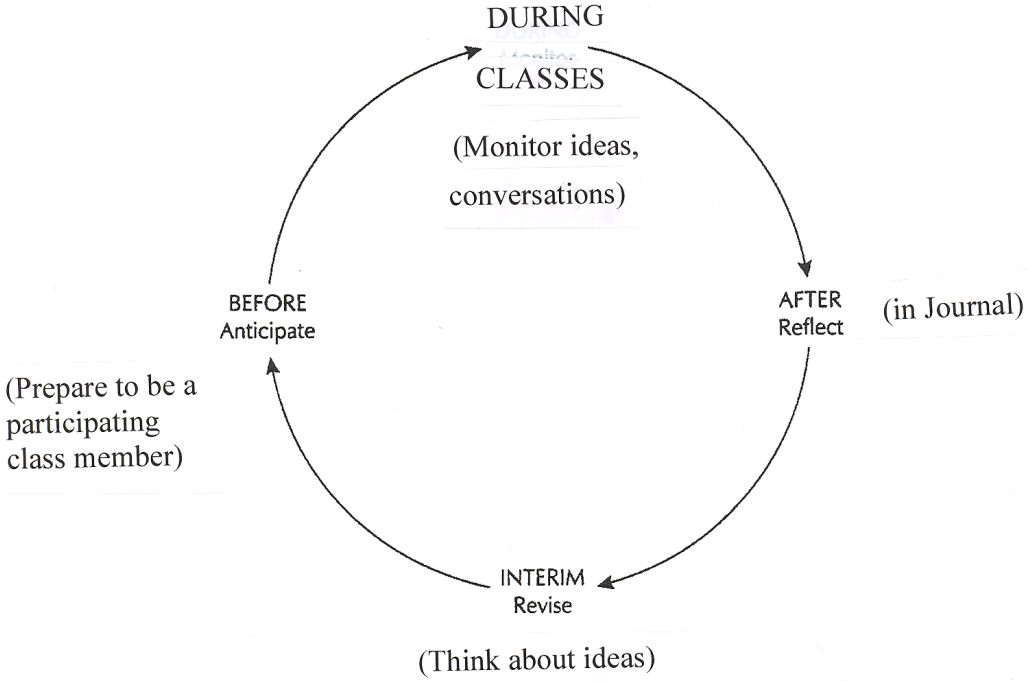 DURING
CLASSES
(Monitor ideas,
conversations)
BEFORE
Anticipate
AFTER
Reflect
(in Journal)
(Prepare to be a
participating
class member)
INTERIM
Revise
(Think about ideas)